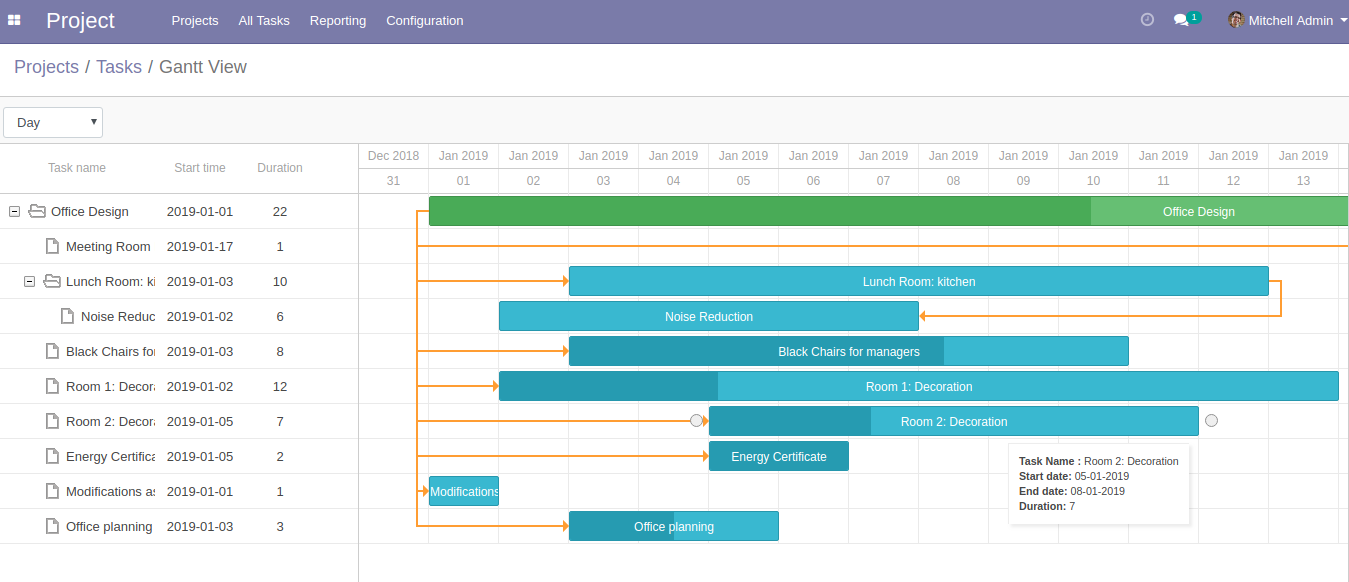 Project Projects All Tasks Reporting Configuration 1 Mitchell Admin
Projects / Tasks / Gantt View
Day
Task name Start time Duration Dec 2018 Jan 2019 Jan 2019 Jan 2019 Jan 2019 Jan 2019 Jan 2019 Jan 2019 Jan 2019 Jan 2019 Jan 2019 Jan 2019 Jan 2019 Jan 2019
31 01 02 03 04 05 06 07 08 09 10 11 12 13
Office Design 2019-01-01 22 Office Design
Meeting Room 2019-01-17 1
Lunch Room: ki 2019-01-03 10 Lunch Room: kitchen
Noise Reduc 2019-01-02 6 Noise Reduction
Black Chairs for 2019-01-03 8 Black Chairs for managers
Room 1: Decora 2019-01-02 12 Room 1: Decoration
Room 2: Decora 2019-01-05 7 Room 2: Decoration
Energy Certifica 2019-01-05 2 Energy Certificate
Modifications as 2019-01-01 1 Modifications
Office planning 2019-01-03 3 Office planning
Task Name : Room 2: Decoration
Start date: 05-01-2019
End date: 08-01-2019
Duration: 7